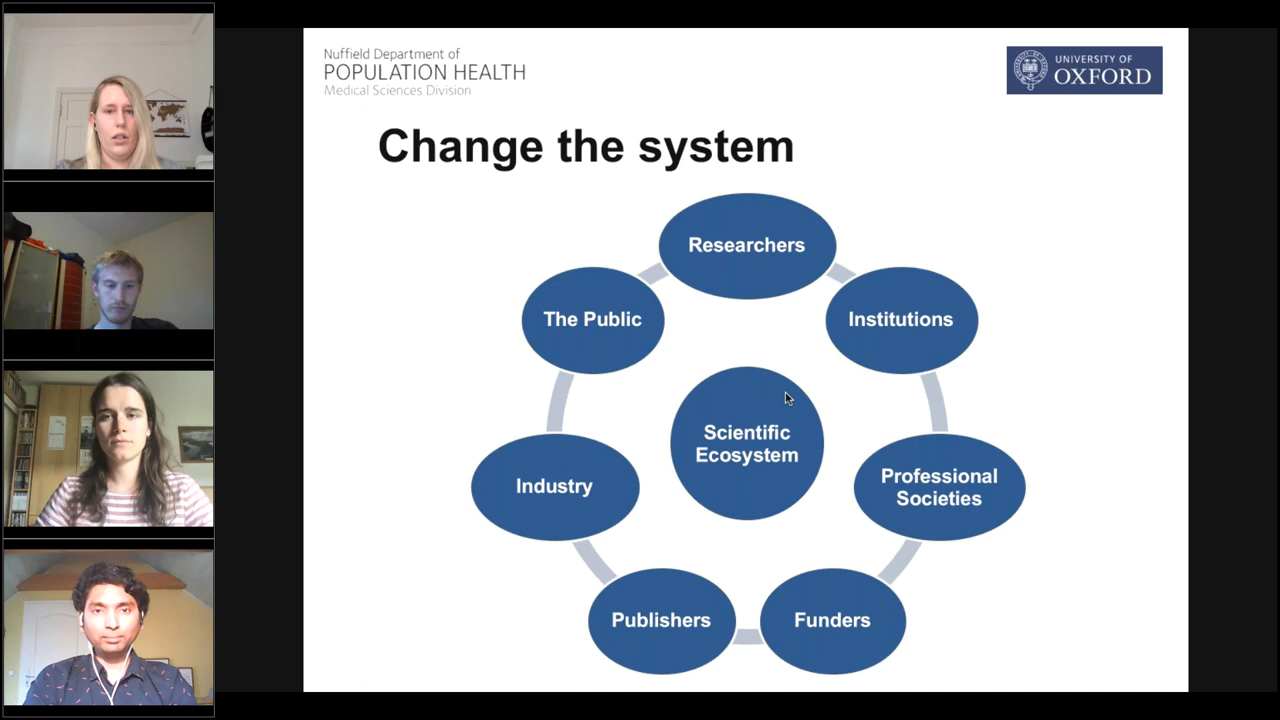 Nuffield Department of
POPULATION HEALTH
Medical Sciences Division
UNIVERSITY OF
OXFORD
Change the system
Researchers
The Public
Institutions
Scientific
Ecosystem
Industry
Professional
Societies
Publishers
Funders